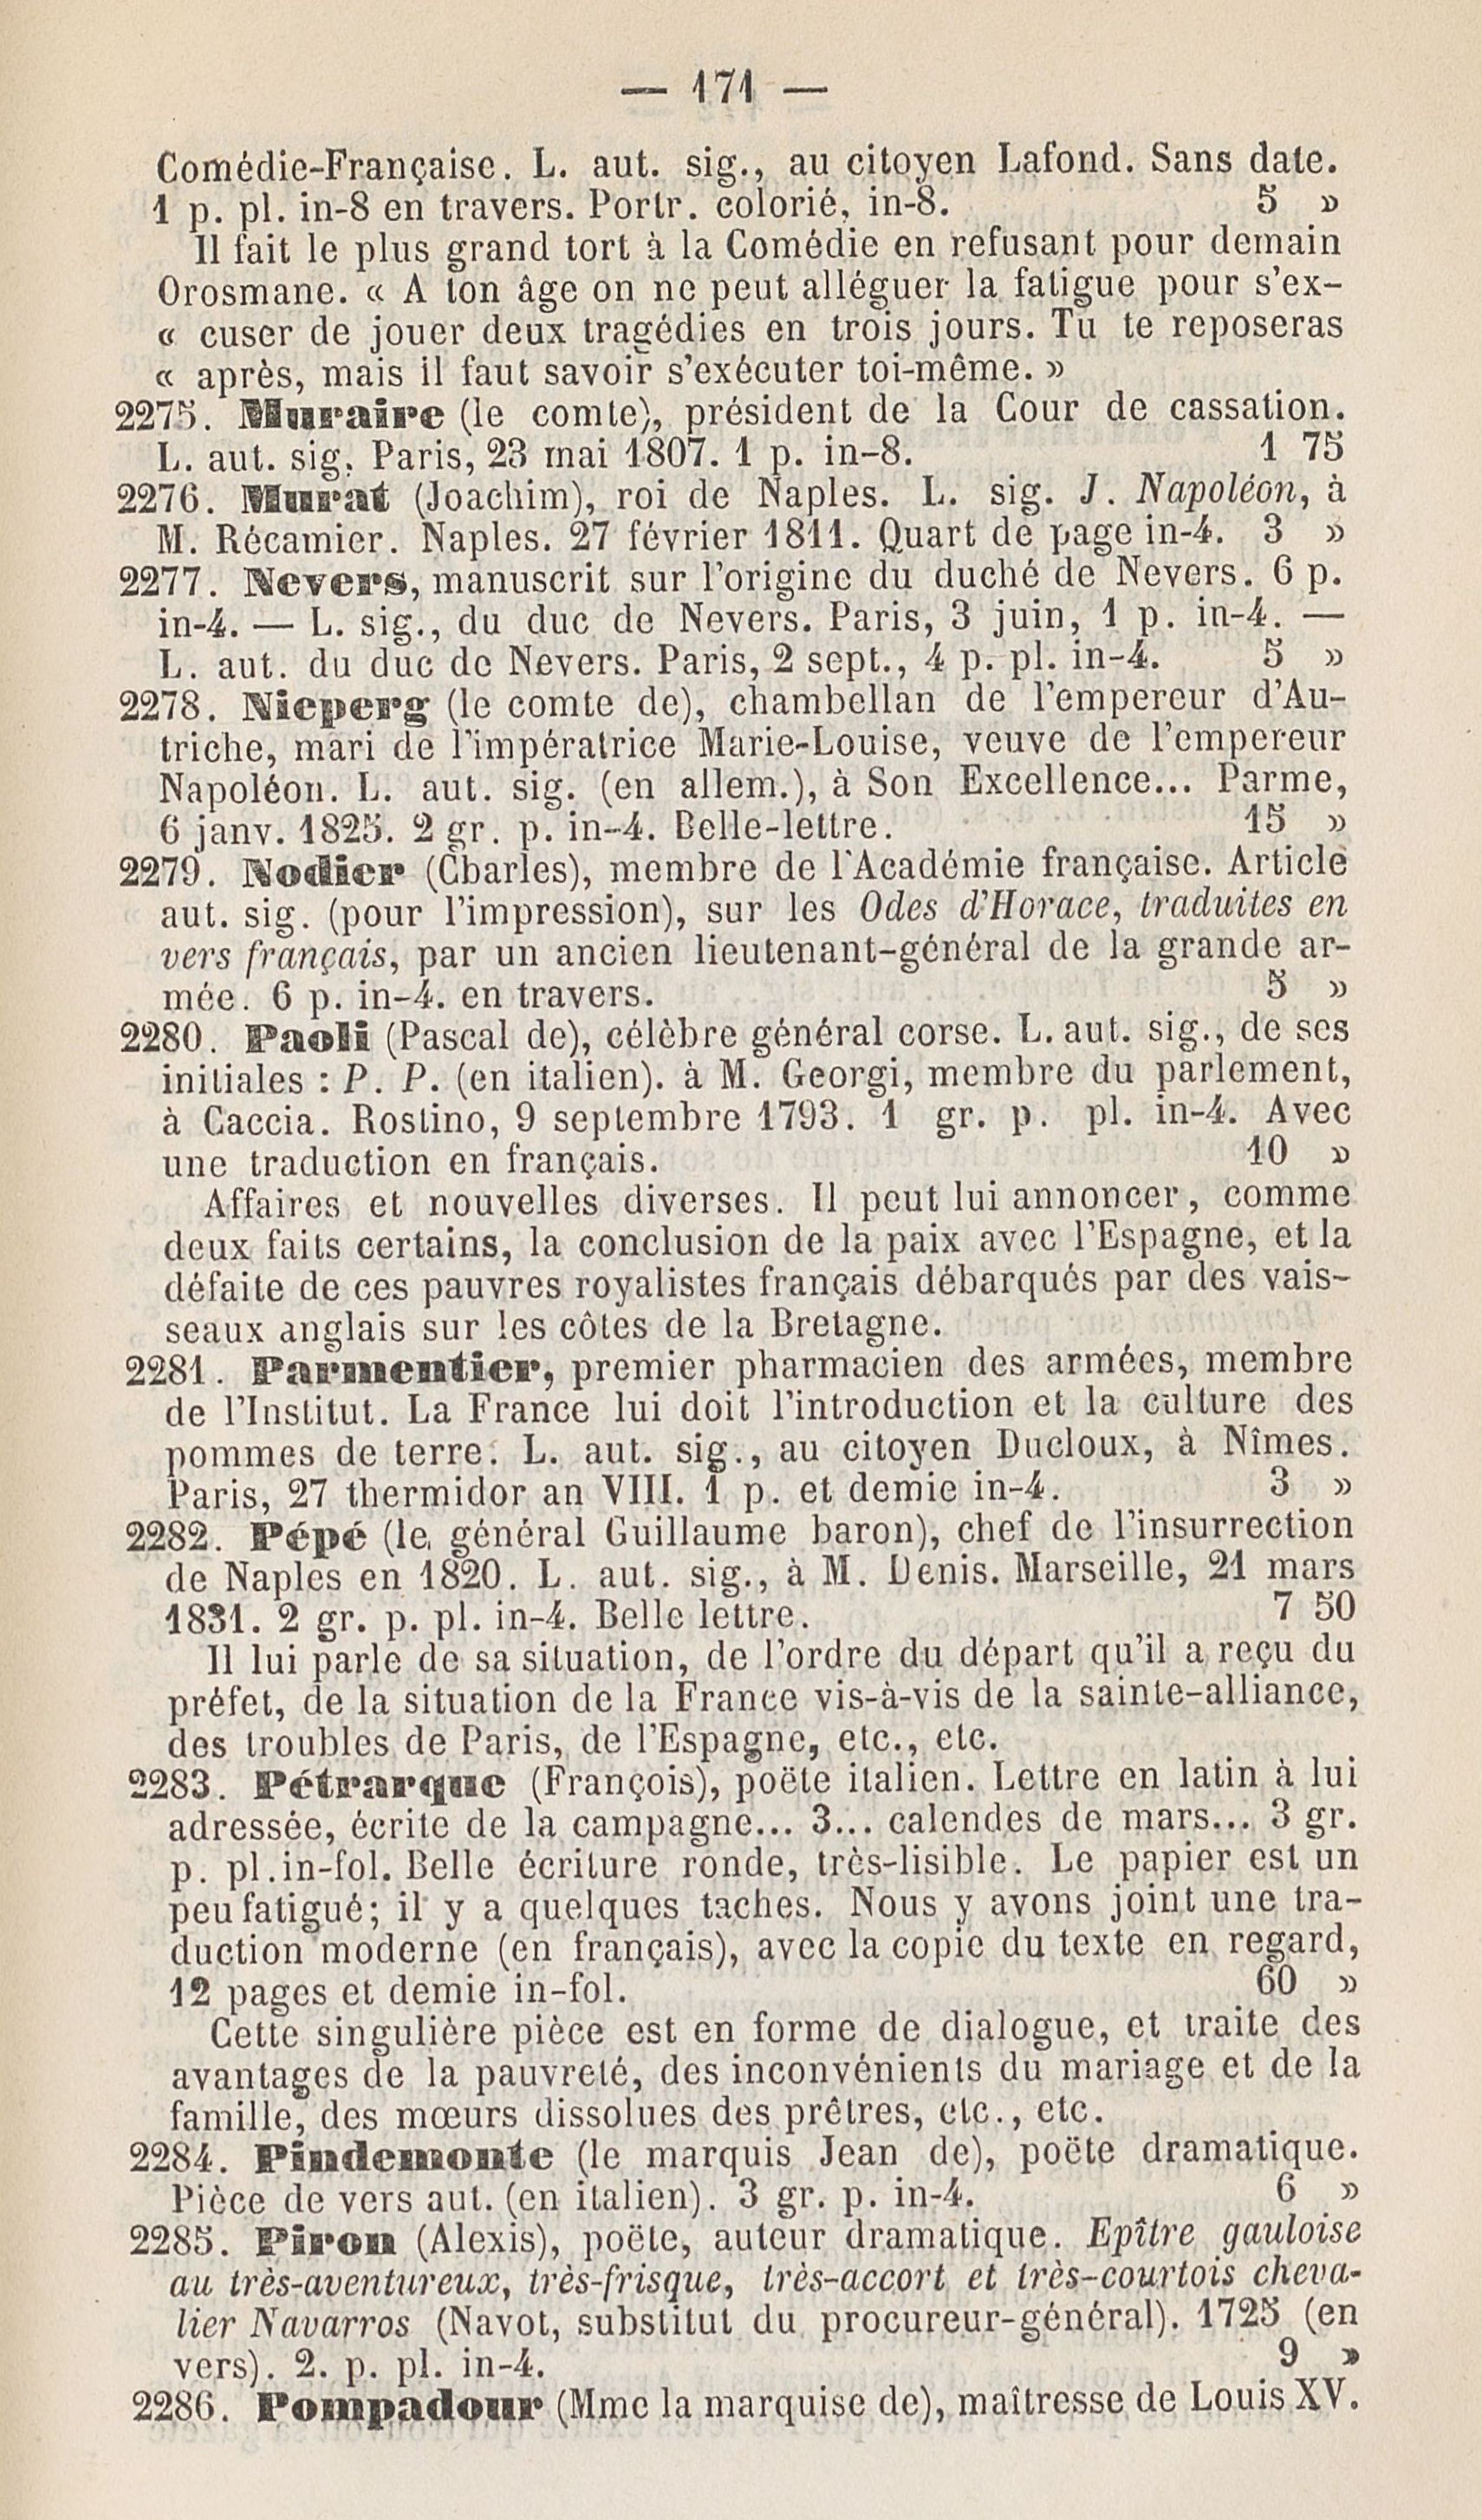 — 171 —
Comédie-Française. L. aut. sig., au citoyen Lafond. Sans date.
1 p. pl. in-8 en travers. Portr. colorié, in-8. 5 »
Il fait le plus grand tort à la Comédie en refusant pour demain
Orosmane. « A ton âge on ne peut alléguer la fatigue pour s'ex-
« cuser de jouer deux tragédies en trois jours. Tu te reposeras
« après, mais il faut savoir s'exécuter toi-même. »
2275. Muraire (le comte), président de la Cour de cassation.
L. aut. sig. Paris, 23 mai 1807. 1 p. in-8. 1 75
2276. Murat (Joachim), roi de Naples. L. sig. J. Napoléon, à
M. Récamier. Naples. 27 février 1811. Quart de page in-4. 3 »
2277. Nevers, manuscrit sur l'origine du duché de Nevers. 6 p.
in-4. — L. sig., du duc de Nevers. Paris, 3 juin, 1 p. in-4. —
L. aut. du duc de Nevers. Paris, 2 sept., 4 p. pl. in-4. 5 »
2278. Nieperg (le comte de), chambellan de l'empereur d'Au-
triche, mari de l'impératrice Marie-Louise, veuve de l'empereur
Napoléon. L. aut. sig. (en allem.), à Son Excellence... Parme,
6 janv. 1825. 2 gr. p. in-4. Belle-lettre. 15 »
2279. Nodier (Charles), membre de l'Académie française. Article
aut. sig. (pour l'impression), sur les Odes d'Horace, traduites en
vers français, par un ancien lieutenant-général de la grande ar-
mée. 6 p. in-4. en travers. 5 »
2280. Paoli (Pascal de), célèbre général corse. L. aut. sig., de ses
initiales : P. P. (en italien). à M. Georgi, membre du parlement,
à Caccia. Rostino, 9 septembre 1793. 1 gr. p. pl. in-4. Avec
une traduction en français. 10 »
Affaires et nouvelles diverses. Il peut lui annoncer, comme
deux faits certains, la conclusion de la paix avec l'Espagne, et la
défaite de ces pauvres royalistes français débarqués par des vais-
seaux anglais sur les côtes de la Bretagne.
2281. Parmentier, premier pharmacien des armées, membre
de l'Institut. La France lui doit l'introduction et la culture des
pommes de terre. L. aut. sig., au citoyen Ducloux, à Nîmes.
Paris, 27 thermidor an VIII. 1 p. et demie in-4. 3 »
2282. Pépé (le général Guillaume baron), chef de l'insurrection
de Naples en 1820. L. aut. sig., à M. Denis. Marseille, 21 mars
1831. 2 gr. p. pl. in-4. Belle lettre. 7 50
Il lui parle de sa situation, de l'ordre du départ qu'il a reçu du
préfet, de la situation de la France vis-à-vis de la sainte-alliance,
des troubles de Paris, de l'Espagne, etc., etc.
2283. Pétrarque (François), poëte italien. Lettre en latin à lui
adressée, écrite de la campagne... 3... calendes de mars... 3 gr.
p. pl. in-fol. Belle écriture ronde, très-lisible. Le papier est un
peu fatigué; il y a quelques taches. Nous y avons joint une tra-
duction moderne (en français), avec la copie du texte en regard,
12 pages et demie in-fol. 60 »
Cette singulière pièce est en forme de dialogue, et traite des
avantages de la pauvreté, des inconvénients du mariage et de la
famille, des mœurs dissolues des prêtres, etc., etc.
2284. Pindemonte (le marquis Jean de), poëte dramatique.
Pièce de vers aut. (en italien). 3 gr. p. in-4. 6 »
2285. Piron (Alexis), poëte, auteur dramatique. Epître gauloise
au très-aventureux, très-frisque, très-accort et très-courtois cheva-
lier Navarros (Navot, substitut du procureur-général). 1725 (en
vers). 2. p. pl. in-4. 9 »
2286. Pompadour (Mme la marquise de), maîtresse de Louis XV.